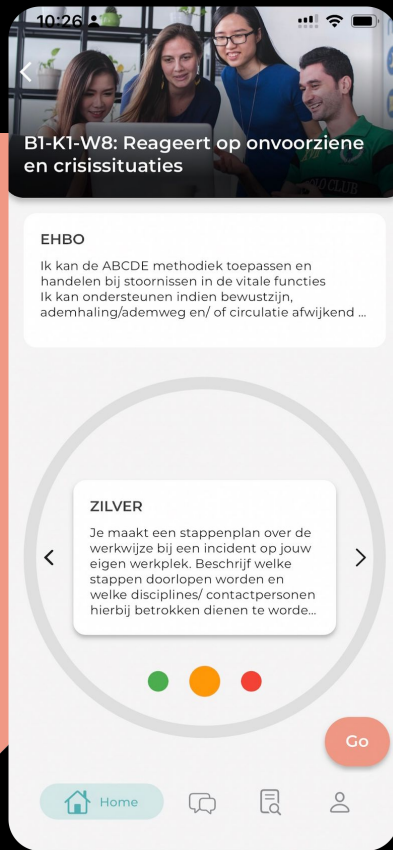 10:26
B1-K1-W8: Reageert op onvoorziene
en crisissituaties
EHBO
Ik kan de ABCDE methodiek toepassen en
handelen bij stoornissen in de vitale functies
Ik kan ondersteunen indien bewustzijn,
ademhaling/ademweg en/ of circulatie afwijkend ...
ZILVER
Je maakt een stappenplan over de
werkwijze bij een incident op jouw
eigen werkplek. Beschrijf welke
stappen doorlopen worden en
welke disciplines/ contactpersonen
hierbij betrokken dienen te worde...
Go
Home